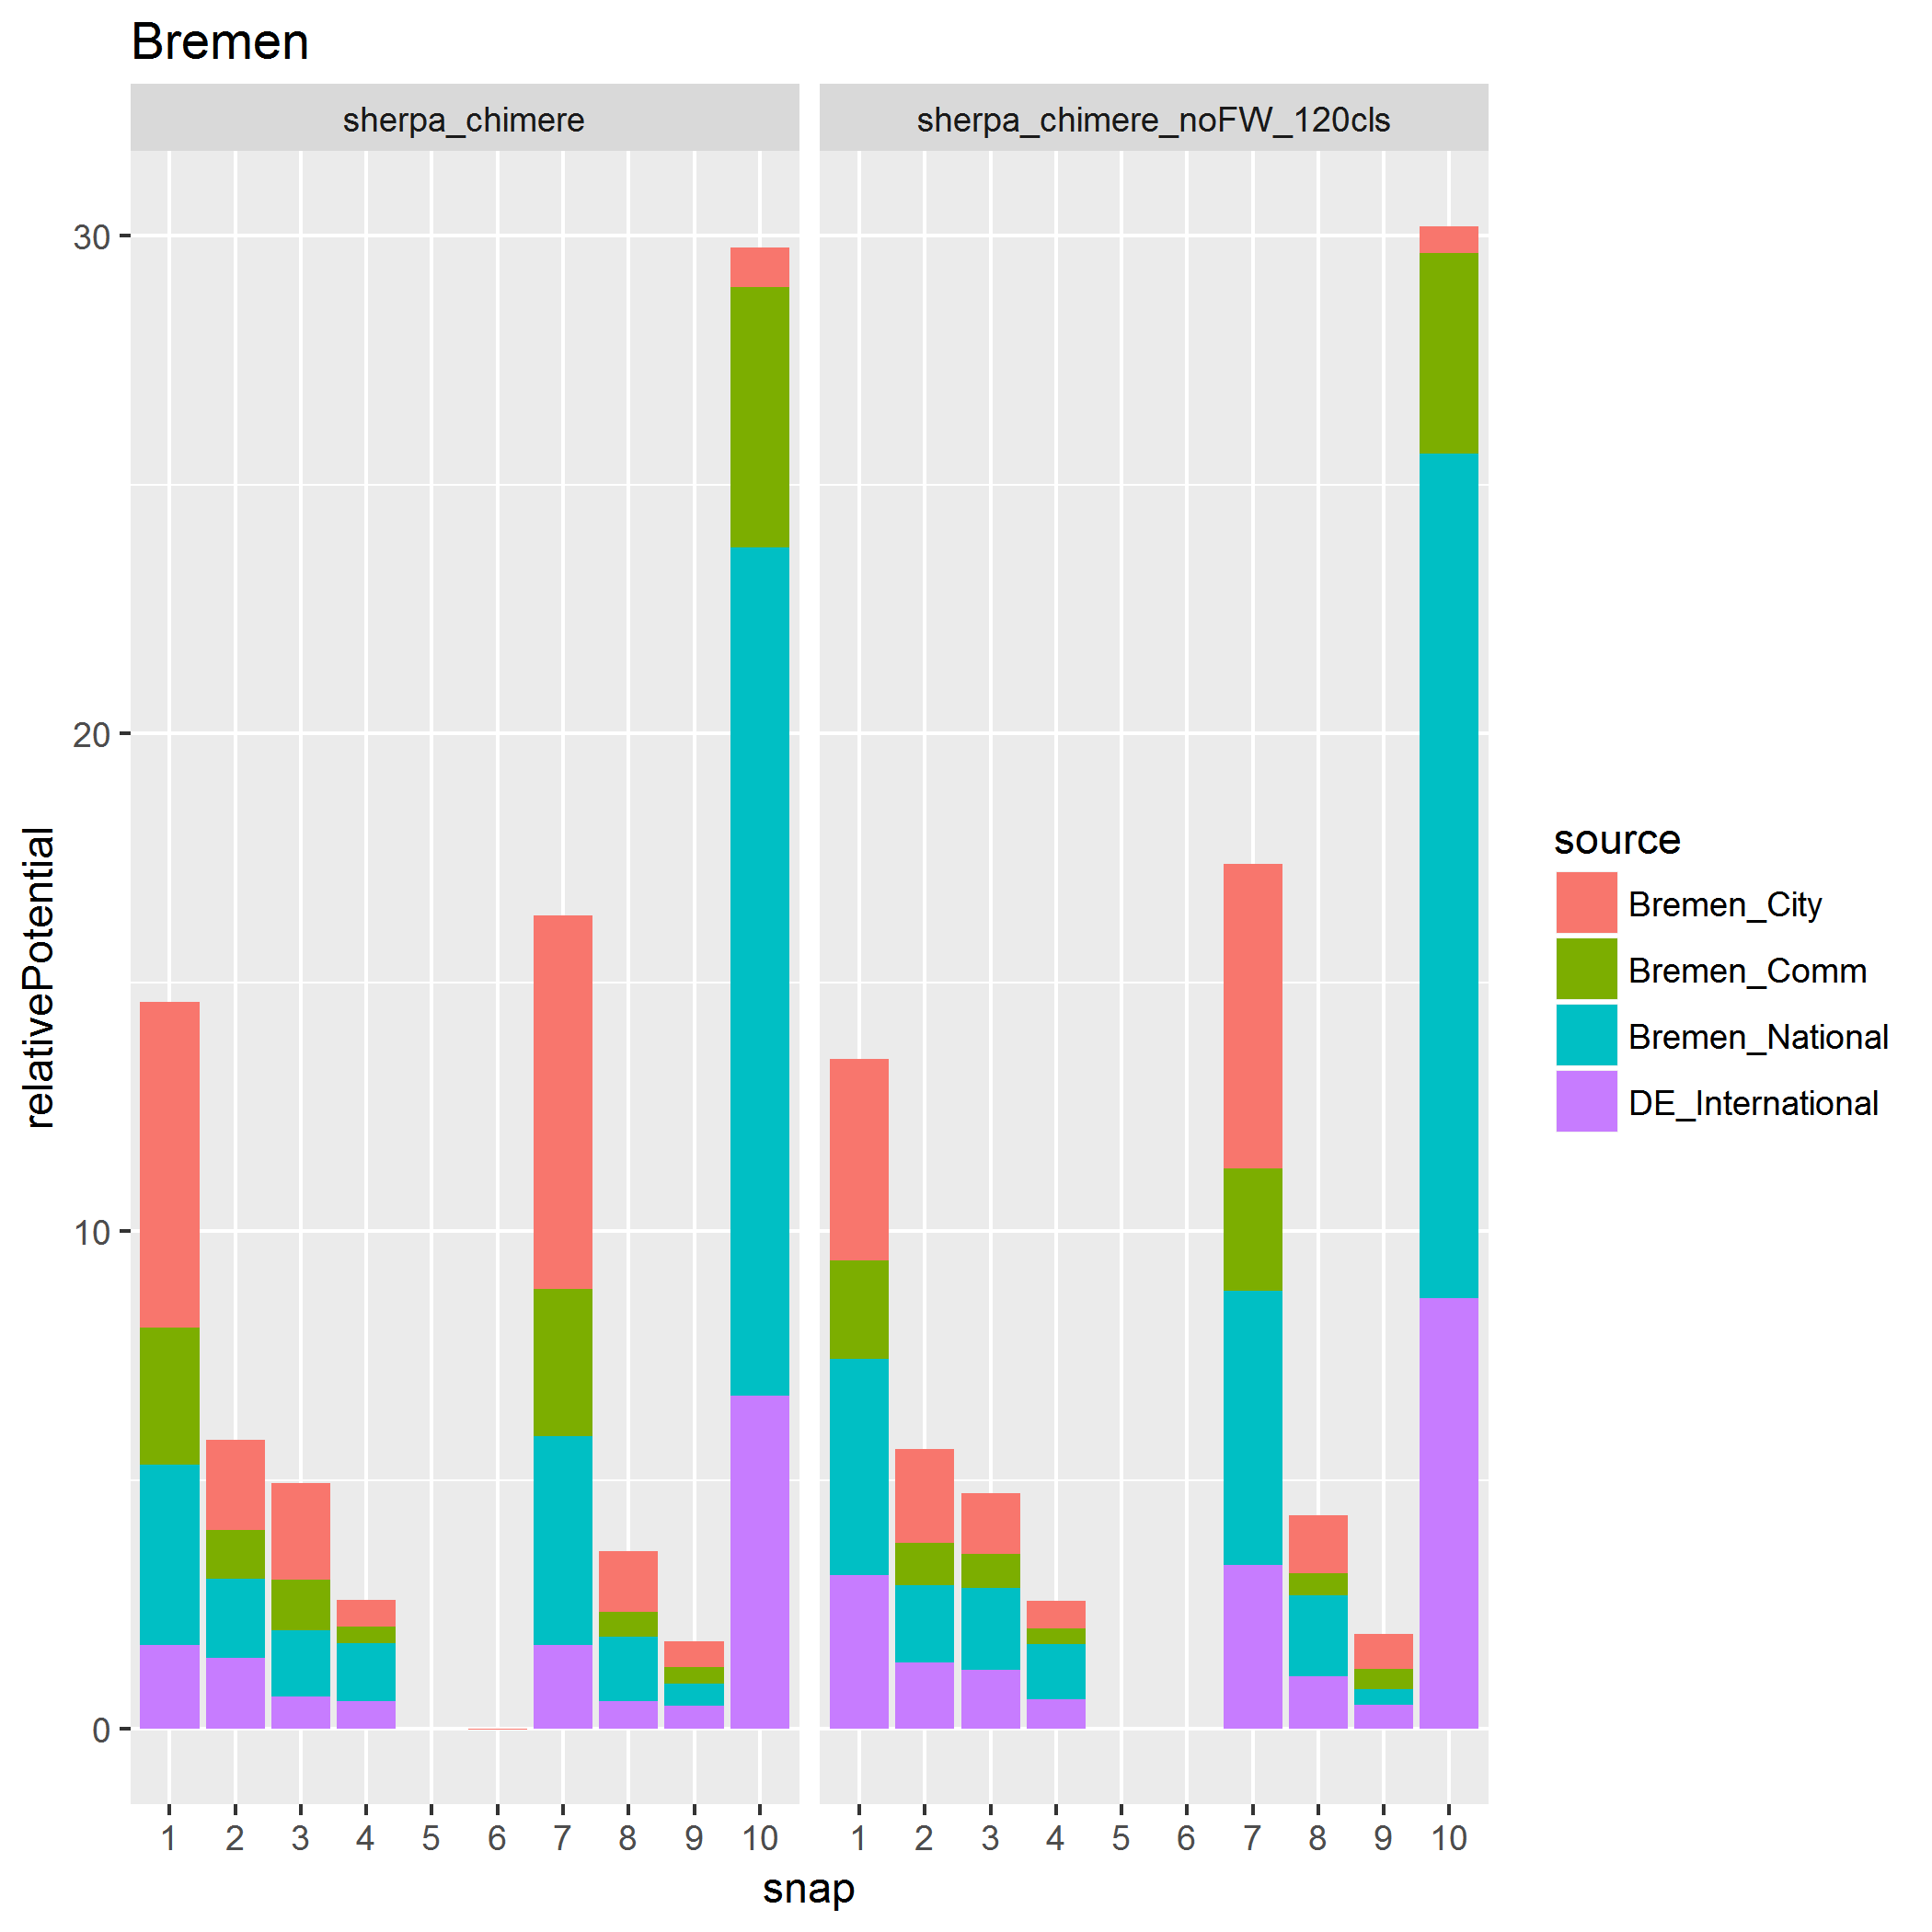 Bremen
sherpa_chimere
sherpa_chimere_noFW_120cls
30
20
10
0
relativePotential
1 2 3 4 5 6 7 8 9 10
1 2 3 4 5 6 7 8 9 10
snap
source
Bremen_City
Bremen_Comm
Bremen_National
DE_International